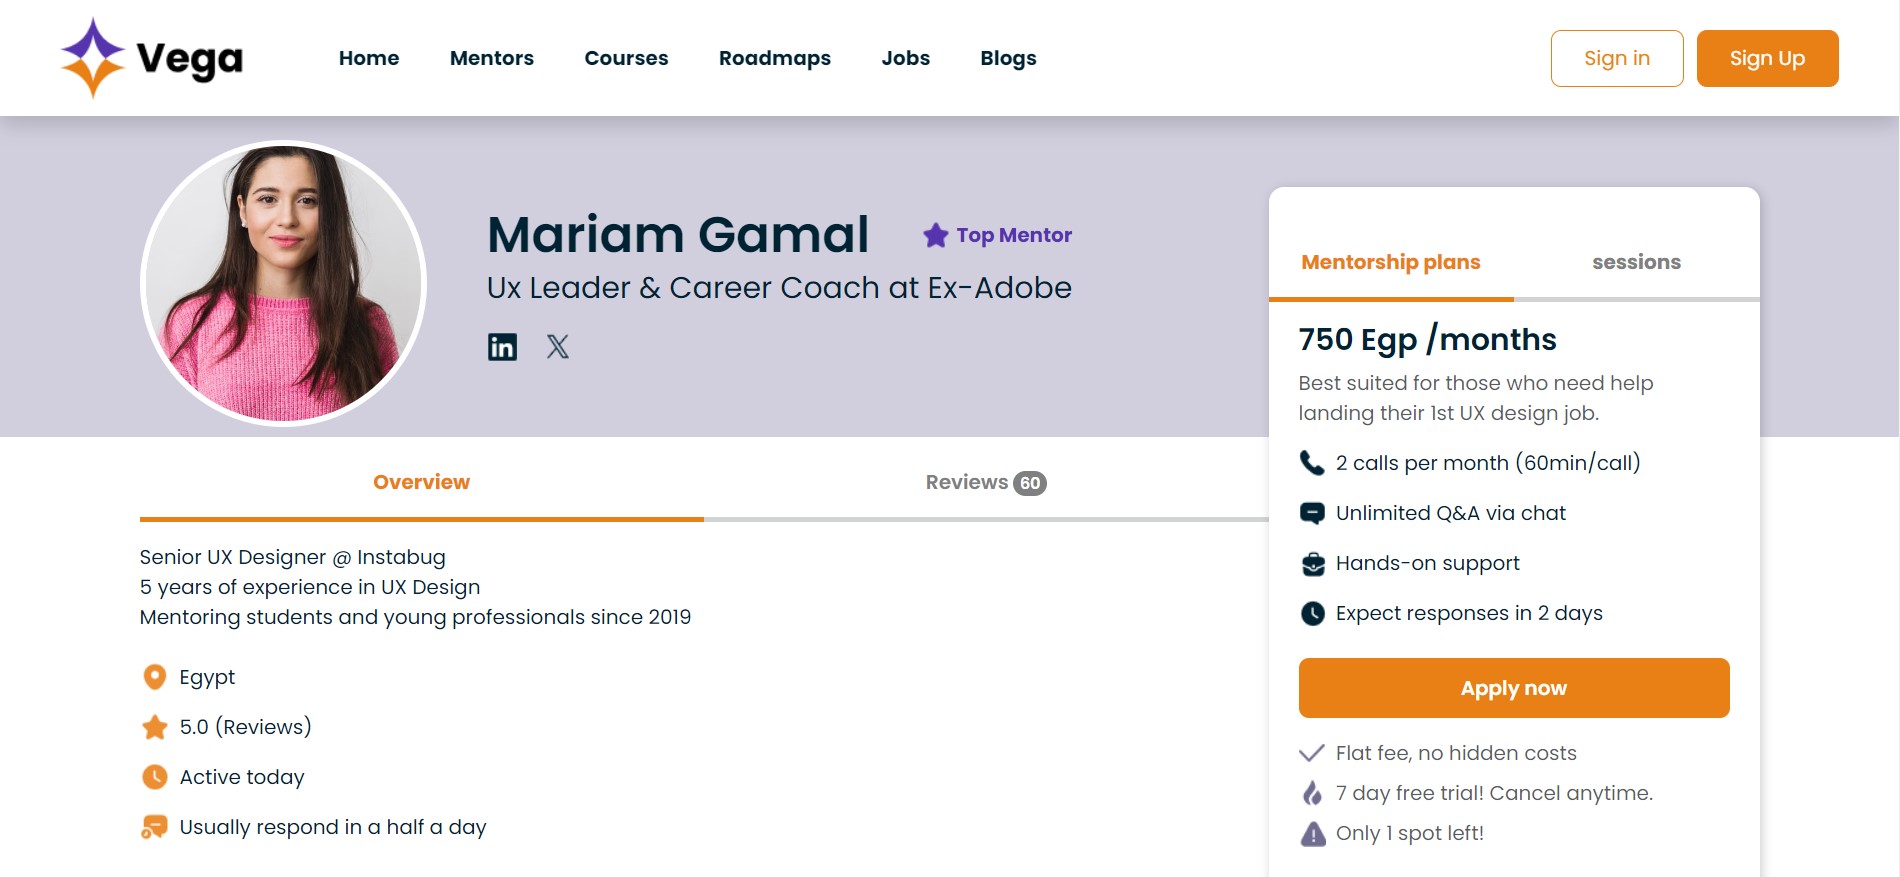 Vega
Home
Mentors
Courses
Roadmaps
Jobs
Blogs
Sign in
Sign Up
Mariam Gamal
Top Mentor
Ux Leader & Career Coach at Ex-Adobe
in
X
Overview
Reviews 60
Senior UX Designer @ Instabug
5 years of experience in UX Design
Mentoring students and young professionals since 2019
Egypt
5.0 (Reviews)
Active today
Usually respond in a half a day
Mentorship plans
sessions
750 Egp /months
Best suited for those who need help
landing their 1st UX design job.
2 calls per month (60min/call)
Unlimited Q&A via chat
Hands-on support
Expect responses in 2 days
Apply now
Flat fee, no hidden costs
7 day free trial! Cancel anytime.
Only 1 spot left!